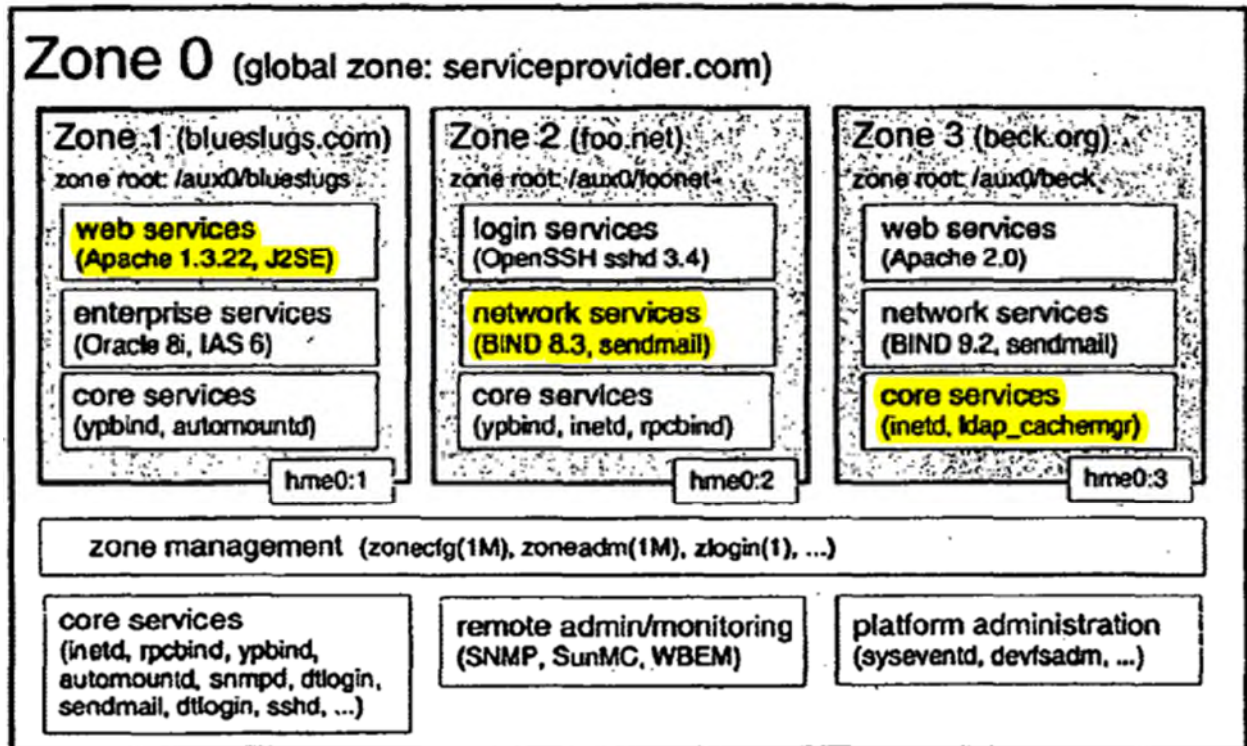 Zone 0 (global zone: serviceprovider.com)
Zone 1 (blueslugs.com)
zone root: /aux0/blueslugs
web services
(Apache 1.3.22, J2SE)
enterprise services
(Oracle 8i, IAS 6)
core services
(ypbind, automountd)
hme0:1
Zone 2 (foo.net)
zone root: /aux0/foonet
login services
(OpenSSH sshd 3.4)
network services
(BIND 8.3, sendmail)
core services
(ypbind, inetd, rpcbind)
hme0:2
Zone 3 (beck.org)
zone root: /aux0/beck
web services
(Apache 2.0)
network services
(BIND 9.2, sendmail)
core services
(inetd, ldap_cachemgr)
hme0:3
zone management (zonecfg(1M), zoneadm(1M), zlogin(1), ...)
core services
(inetd, rpcbind, ypbind,
automountd, snmpd, dtlogin,
sendmail, dtlogin, sshd, ...)
remote admin/monitoring
(SNMP, SunMC, WBEM)
platform administration
(syseventd, devfsadm, ...)